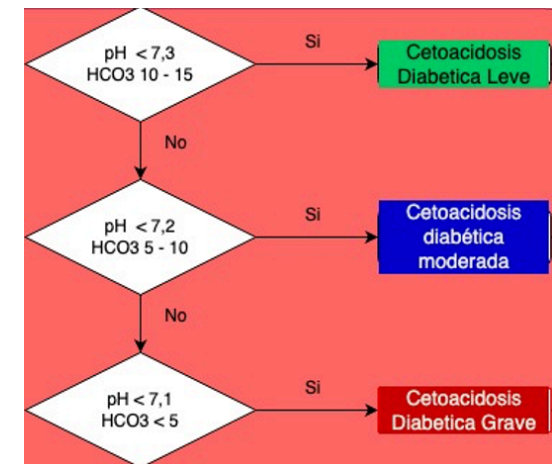 pH < 7,3
HCO3 10 - 15
Si
Cetoacidosis
Diabetica Leve
No
pH < 7,2
HCO3 5 - 10
Si
Cetoacidosis
diabética
moderada
No
pH < 7,1
HCO3 < 5
Si
Cetoacidosis
Diabetica Grave